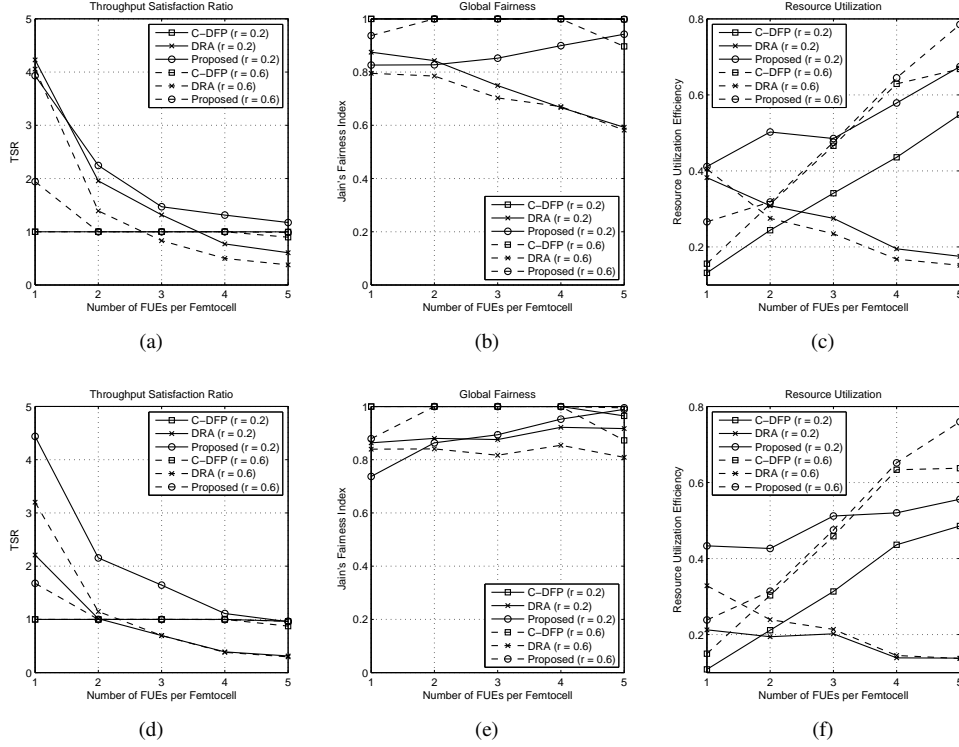 Throughput Satisfaction Ratio
5
4
3
2
1
0
TSR
C-DFP (r = 0.2)
DRA (r = 0.2)
Proposed (r = 0.2)
C-DFP (r = 0.6)
DRA (r = 0.6)
Proposed (r = 0.6)
1 2 3 4 5
Number of FUEs per Femtocell
(a)
Global Fairness
1
0.8
0.6
0.4
0.2
0
Jain's Fairness Index
C-DFP (r = 0.2)
DRA (r = 0.2)
Proposed (r = 0.2)
C-DFP (r = 0.6)
DRA (r = 0.6)
Proposed (r = 0.6)
1 2 3 4 5
Number of FUEs per Femtocell
(b)
Resource Utilization
0.8
0.6
0.4
0.2
Resource Utilization Efficiency
C-DFP (r = 0.2)
DRA (r = 0.2)
Proposed (r = 0.2)
C-DFP (r = 0.6)
DRA (r = 0.6)
Proposed (r = 0.6)
1 2 3 4 5
Number of FUEs per Femtocell
(c)
Throughput Satisfaction Ratio
5
4
3
2
1
0
TSR
C-DFP (r = 0.2)
DRA (r = 0.2)
Proposed (r = 0.2)
C-DFP (r = 0.6)
DRA (r = 0.6)
Proposed (r = 0.6)
1 2 3 4 5
Number of FUEs per Femtocell
(d)
Global Fairness
1
0.8
0.6
0.4
0.2
0
Jain's Fairness Index
C-DFP (r = 0.2)
DRA (r = 0.2)
Proposed (r = 0.2)
C-DFP (r = 0.6)
DRA (r = 0.6)
Proposed (r = 0.6)
1 2 3 4 5
Number of FUEs per Femtocell
(e)
Resource Utilization
0.8
0.6
0.4
0.2
Resource Utilization Efficiency
C-DFP (r = 0.2)
DRA (r = 0.2)
Proposed (r = 0.2)
C-DFP (r = 0.6)
DRA (r = 0.6)
Proposed (r = 0.6)
1 2 3 4 5
Number of FUEs per Femtocell
(f)